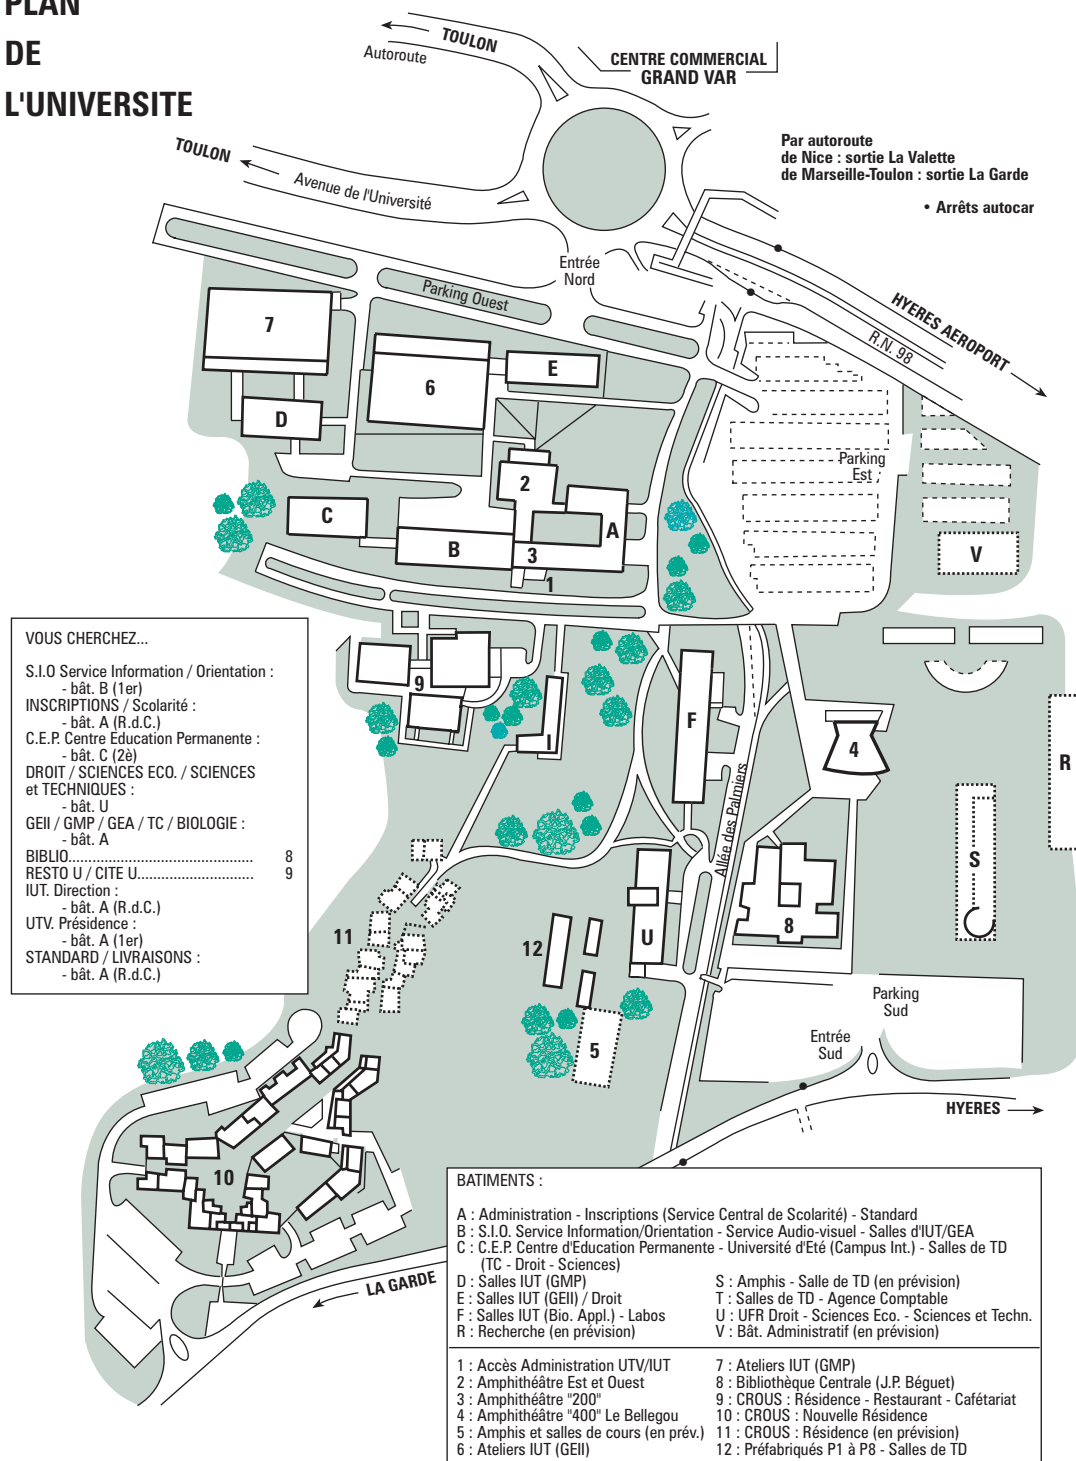 PLAN
DE
L'UNIVERSITE
TOULON
Autoroute
CENTRE COMMERCIAL
GRAND VAR
TOULON
Avenue de l'Université
Par autoroute
de Nice : sortie La Valette
de Marseille-Toulon : sortie La Garde
• Arrêts autocar
Entrée
Nord
Parking Ouest
HYERES AEROPORT
R.N. 98
7
6
E
D
Parking
Est
2
C
A
B
3
V
1
VOUS CHERCHEZ...
S.I.O Service Information / Orientation :
- bât. B (1er)
INSCRIPTIONS / Scolarité :
- bât. A (R.d.C.)
C.E.P. Centre Education Permanente :
- bât. C (2è)
DROIT / SCIENCES ECO. / SCIENCES
et TECHNIQUES :
- bât. U
GEII / GMP / GEA / TC / BIOLOGIE :
- bât. A
BIBLIO.................................................. 8
RESTO U / CITE U............................... 9
IUT. Direction :
- bât. A (R.d.C.)
UTV. Présidence :
- bât. A (1er)
STANDARD / LIVRAISONS :
- bât. A (R.d.C.)
9
I
F
4
R
Allée des Palmiers
S
11
12
U
8
5
Parking
Sud
Entrée
Sud
HYERES
10
LA GARDE
BATIMENTS :
A : Administration - Inscriptions (Service Central de Scolarité) - Standard
B : S.I.O. Service Information/Orientation - Service Audio-visuel - Salles d'IUT/GEA
C : C.E.P. Centre d'Education Permanente - Université d'Eté (Campus Int.) - Salles de TD
(TC - Droit - Sciences)
D : Salles IUT (GMP)
E : Salles IUT (GEII) / Droit
F : Salles IUT (Bio. Appl.) - Labos
R : Recherche (en prévision)
S : Amphis - Salle de TD (en prévision)
T : Salles de TD - Agence Comptable
U : UFR Droit - Sciences Eco. - Sciences et Techn.
V : Bât. Administratif (en prévision)
1 : Accès Administration UTV/IUT
2 : Amphithéâtre Est et Ouest
3 : Amphithéâtre "200"
4 : Amphithéâtre "400" Le Bellegou
5 : Amphis et salles de cours (en prév.)
6 : Ateliers IUT (GEII)
7 : Ateliers IUT (GMP)
8 : Bibliothèque Centrale (J.P. Béguet)
9 : CROUS : Résidence - Restaurant - Cafétariat
10 : CROUS : Nouvelle Résidence
11 : CROUS : Résidence (en prévision)
12 : Préfabriqués P1 à P8 - Salles de TD